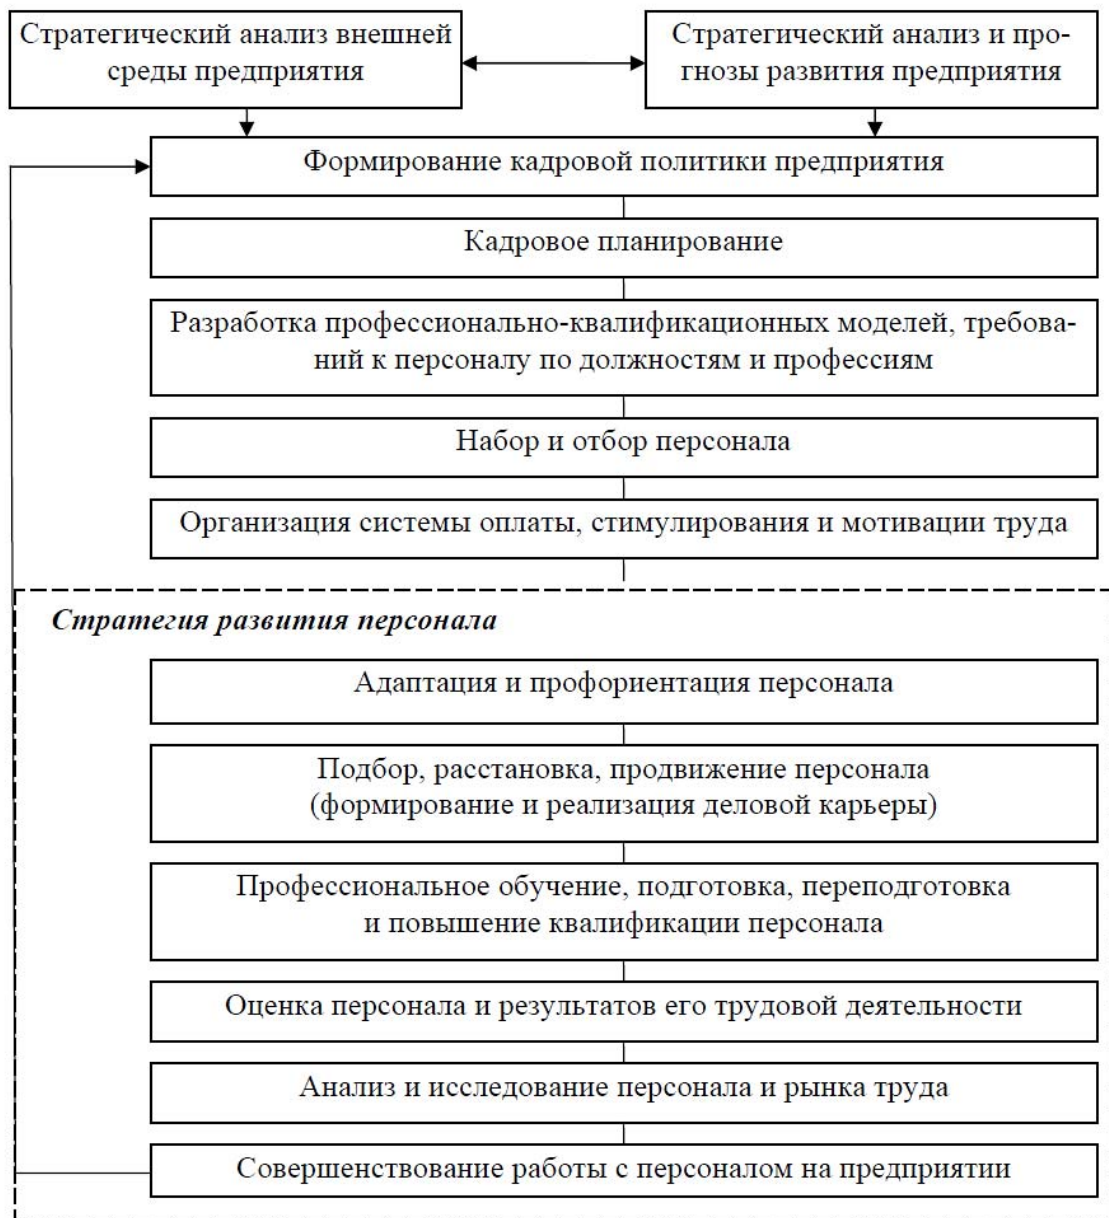 Стратегический анализ внешней
среды предприятия
Стратегический анализ и про-
гнозы развития предприятия
Формирование кадровой политики предприятия
Кадровое планирование
Разработка профессионально-квалификационных моделей, требова-
ний к персоналу по должностям и профессиям
Набор и отбор персонала
Организация системы оплаты, стимулирования и мотивации труда
Стратегия развития персонала
Адаптация и профориентация персонала
Подбор, расстановка, продвижение персонала
(формирование и реализация деловой карьеры)
Профессиональное обучение, подготовка, переподготовка
и повышение квалификации персонала
Оценка персонала и результатов его трудовой деятельности
Анализ и исследование персонала и рынка труда
Совершенствование работы с персоналом на предприятии